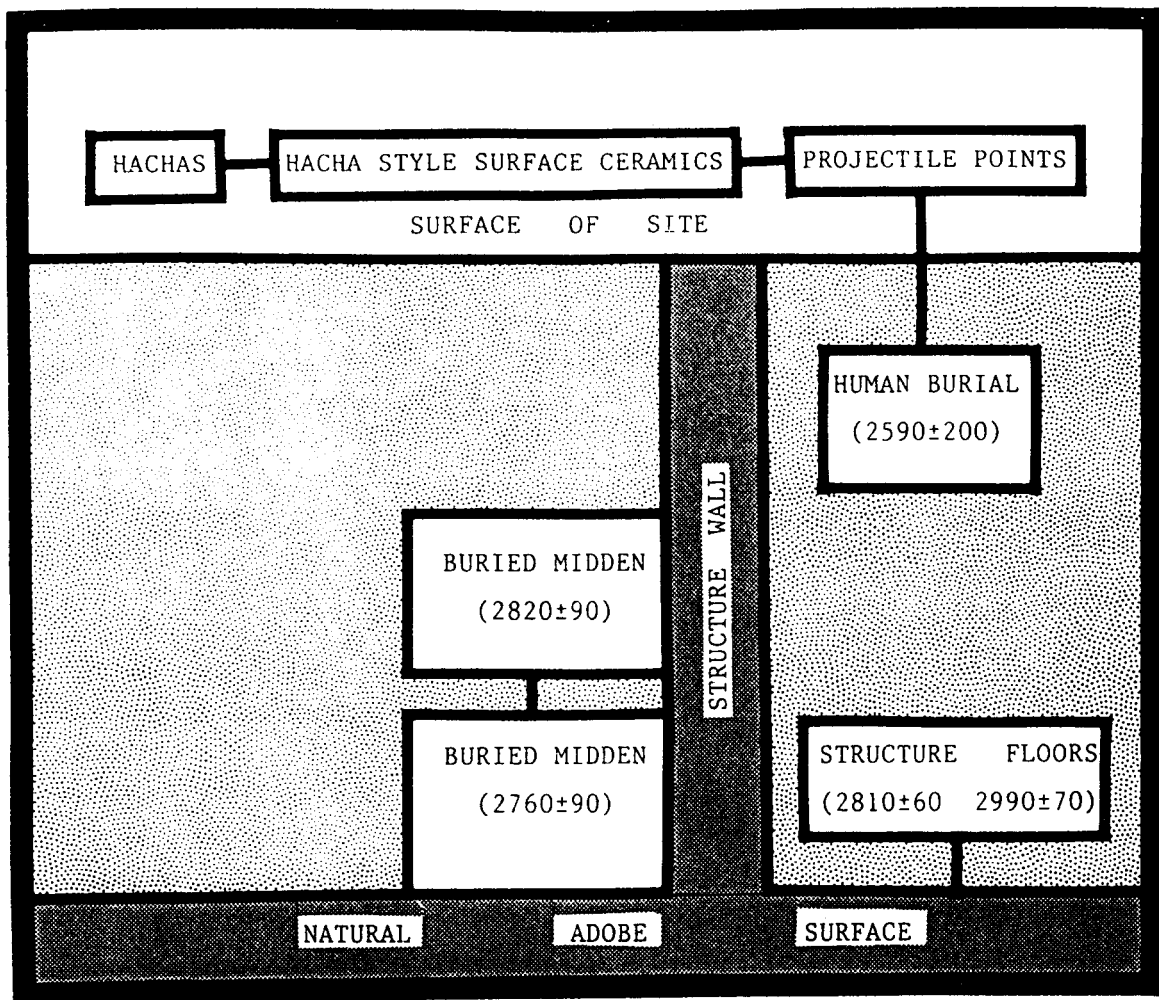 HACHAS
HACHA STYLE SURFACE CERAMICS
PROJECTILE POINTS
SURFACE OF SITE
HUMAN BURIAL
(2590±200)
STRUCTURE WALL
BURIED MIDDEN
(2820±90)
BURIED MIDDEN
(2760±90)
STRUCTURE FLOORS
(2810±60 2990±70)
NATURAL ADOBE SURFACE